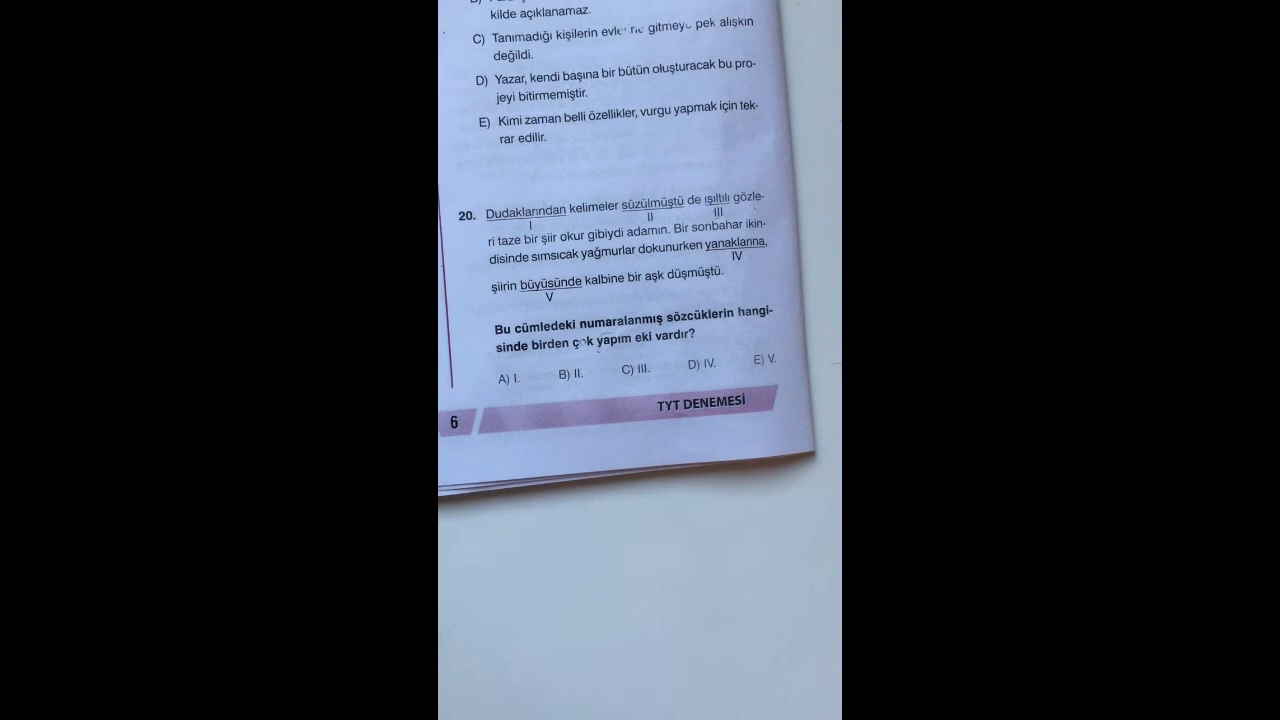 kilde açıklanamaz.
C) Tanımadığı kişilerin gitmeye pek alışkın
değildi.
D) Yazar, kendi başına bir bütün oluşturacak bu pro-
jeyi bitirmemiştir.
E) Kimi zaman belli özellikler, vurgu yapmak için tek-
rar edilir.
20. Dudaklarından kelimeler süzülmüştü de ışıltılı gözle-
I II III
ri taze bir şiir okur gibiydi adamın. Bir sonbahar ikin-
disinde sımsıcak yağmurlar dokunurken yanaklarına,
IV
şiirin büyüsünde kalbine bir aşk düşmüştü.
V
Bu cümledeki numaralanmış sözcüklerin hangi-
sinde birden çok yapım eki vardır?
A) I. B) II. C) III. D) IV. E) V.
6 TYT DENEMESİ